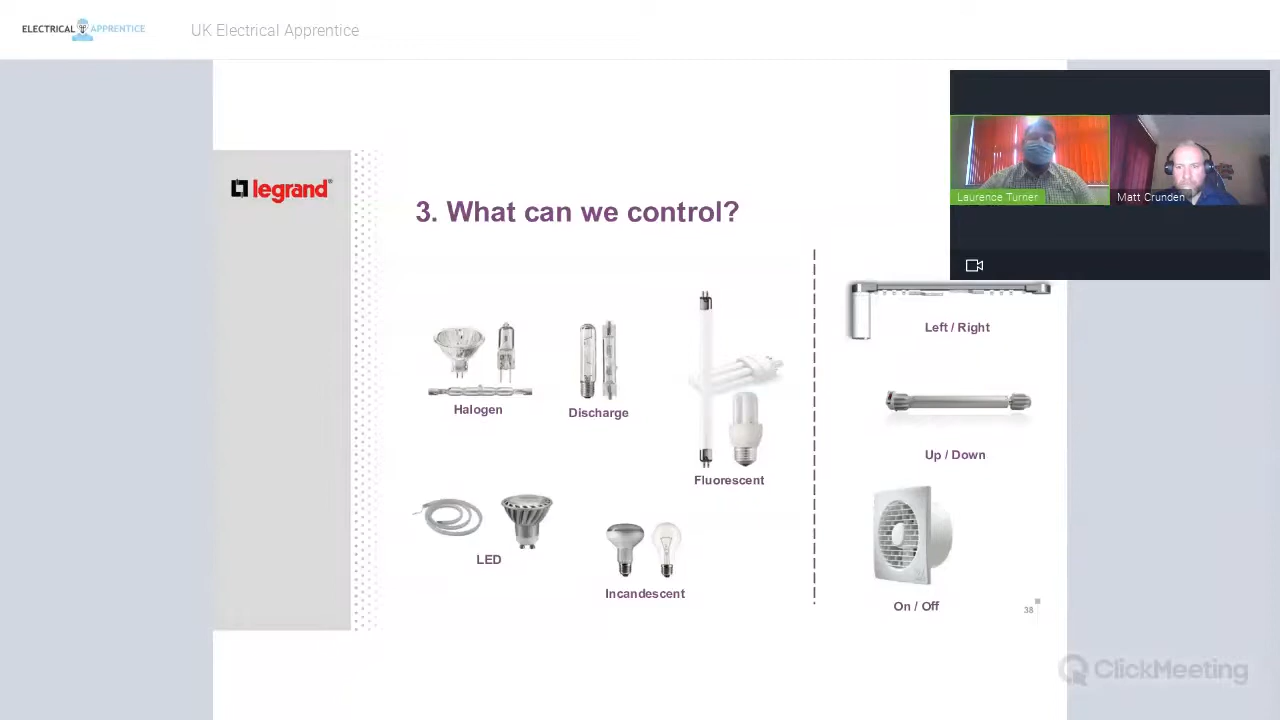 ELECTRICAL APPRENTICE
UK Electrical Apprentice
legrand®
3. What can we control?
Laurence Turner
Matt Crunden
Left / Right
Halogen
Discharge
Up / Down
Fluorescent
LED
Incandescent
On / Off
38
ClickMeeting